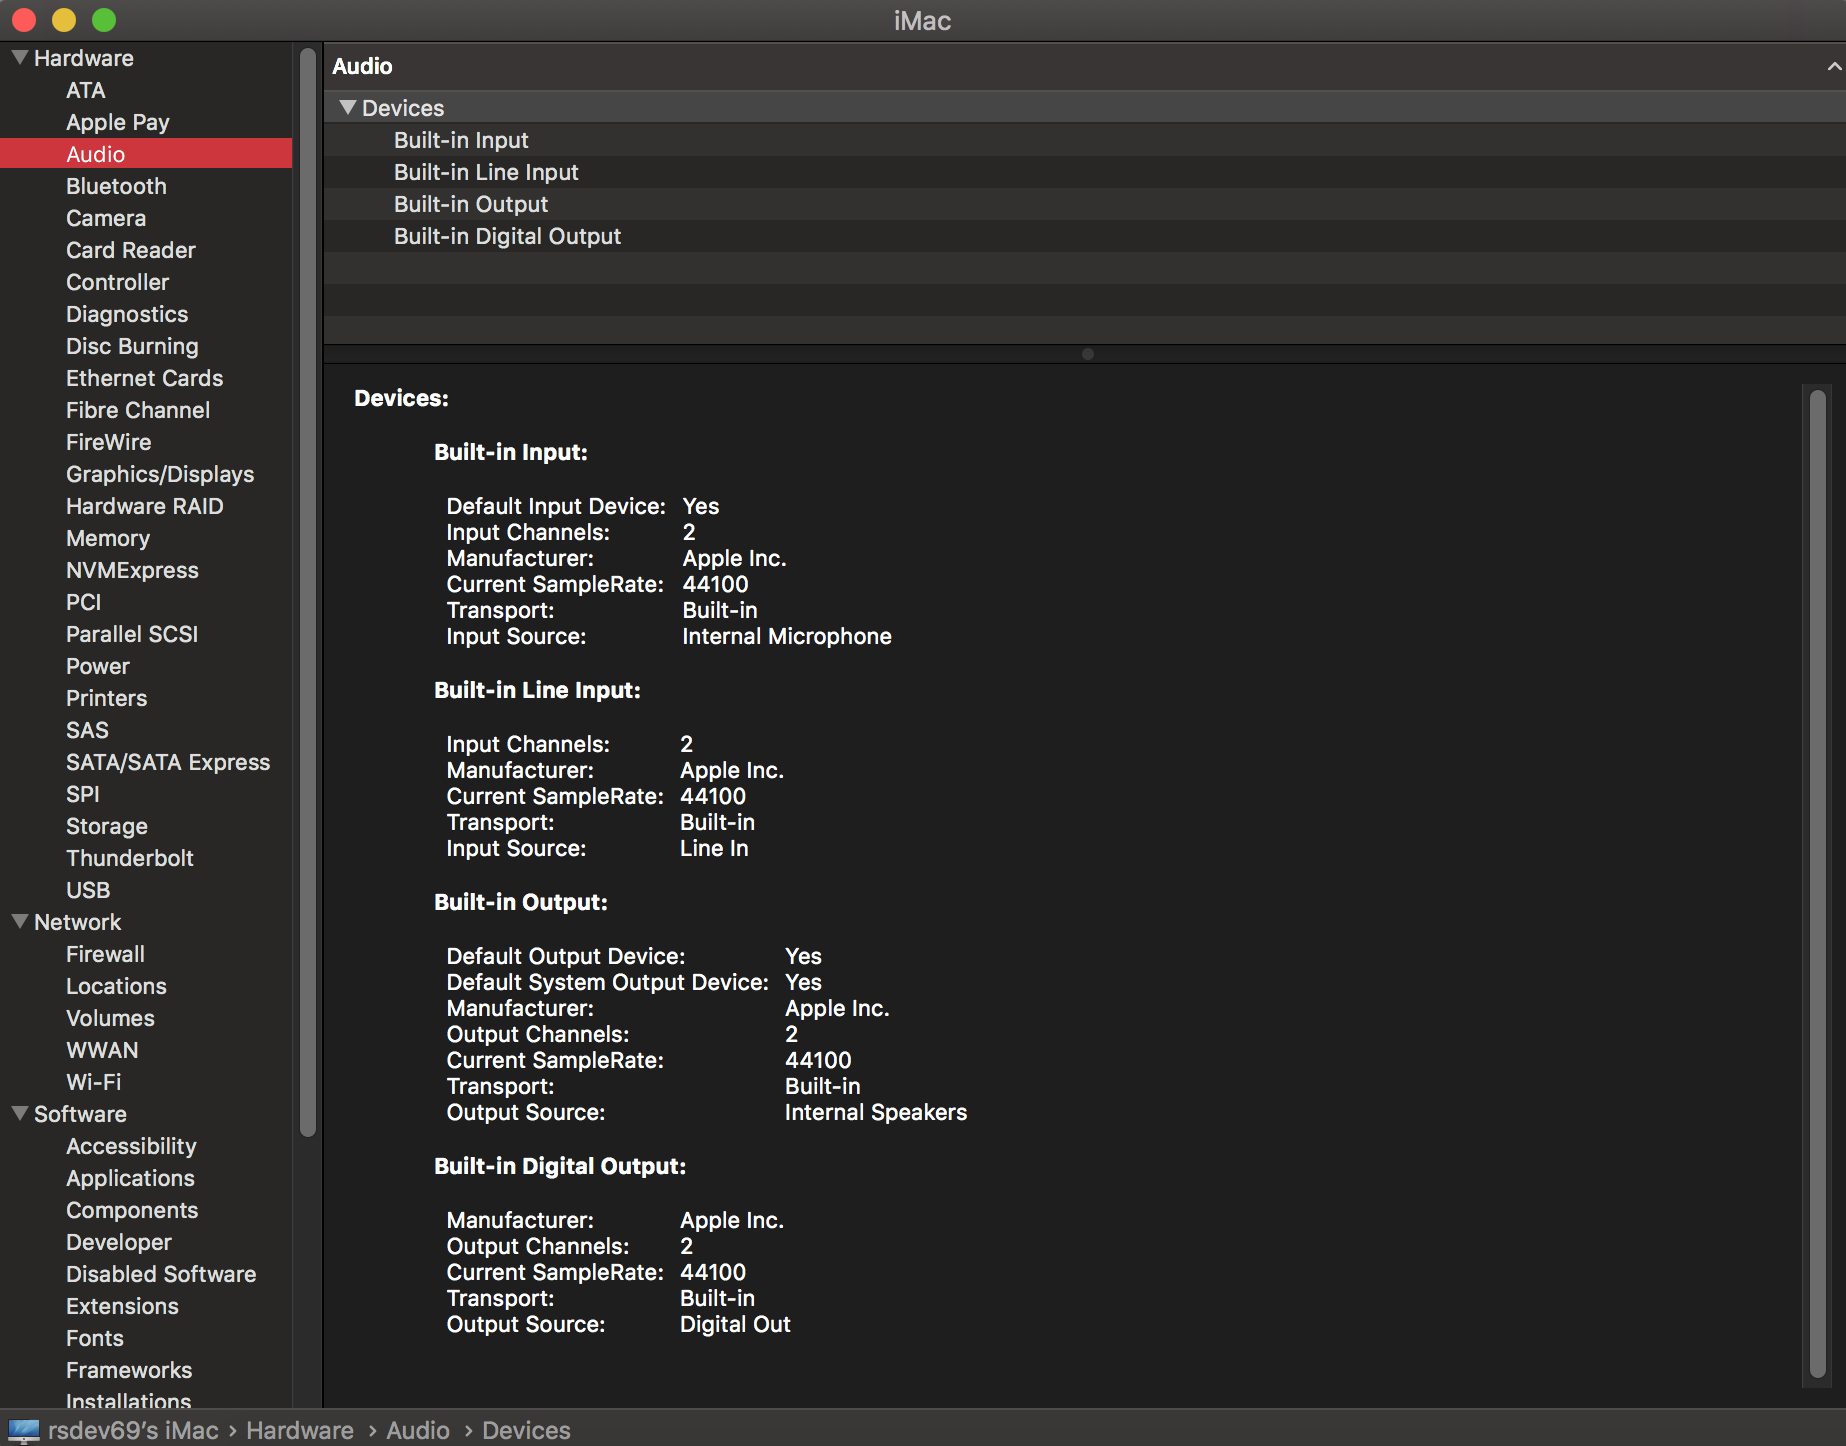 iMac
Hardware
ATA
Apple Pay
Audio
Bluetooth
Camera
Card Reader
Controller
Diagnostics
Disc Burning
Ethernet Cards
Fibre Channel
FireWire
Graphics/Displays
Hardware RAID
Memory
NVMExpress
PCI
Parallel SCSI
Power
Printers
SAS
SATA/SATA Express
SPI
Storage
Thunderbolt
USB
Network
Firewall
Locations
Volumes
WWAN
Wi-Fi
Software
Accessibility
Applications
Components
Developer
Disabled Software
Extensions
Fonts
Frameworks
Installations
Audio
Devices
Built-in Input
Built-in Line Input
Built-in Output
Built-in Digital Output
Devices:
Built-in Input:
Default Input Device: Yes
Input Channels: 2
Manufacturer: Apple Inc.
Current SampleRate: 44100
Transport: Built-in
Input Source: Internal Microphone
Built-in Line Input:
Input Channels: 2
Manufacturer: Apple Inc.
Current SampleRate: 44100
Transport: Built-in
Input Source: Line In
Built-in Output:
Default Output Device: Yes
Default System Output Device: Yes
Manufacturer: Apple Inc.
Output Channels: 2
Current SampleRate: 44100
Transport: Built-in
Output Source: Internal Speakers
Built-in Digital Output:
Manufacturer: Apple Inc.
Output Channels: 2
Current SampleRate: 44100
Transport: Built-in
Output Source: Digital Out
rsdev69’s iMac › Hardware › Audio › Devices